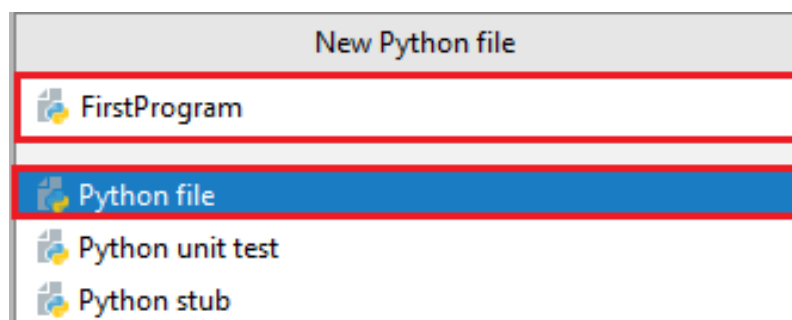 New Python file
FirstProgram
Python file
Python unit test
Python stub